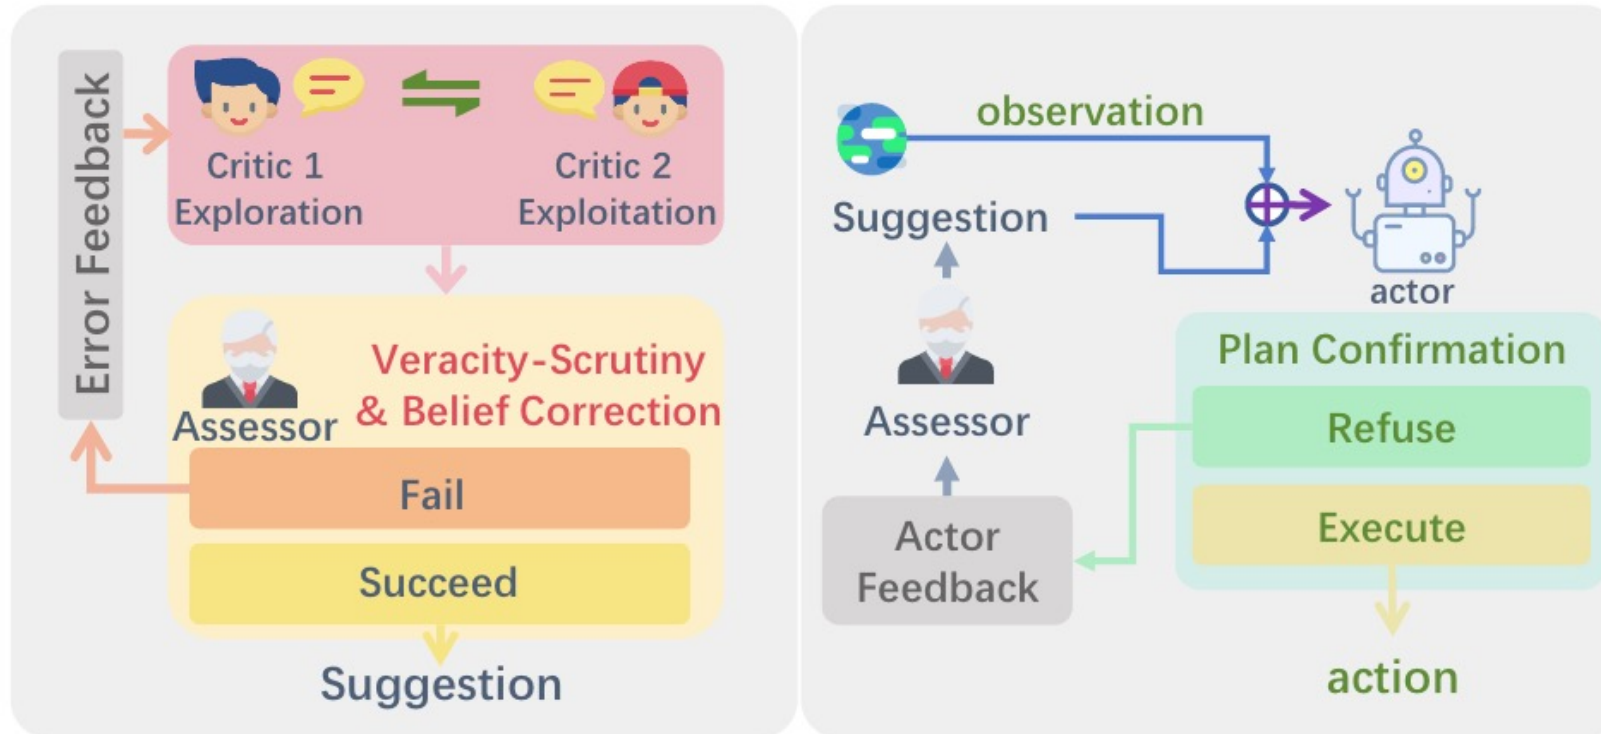 Error Feedback
Critic 1
Exploration
Critic 2
Exploitation
Assessor
Veracity-Scrutiny
& Belief Correction
Fail
Succeed
Suggestion
observation
Suggestion
actor
Assessor
Actor
Feedback
Plan Confirmation
Refuse
Execute
action